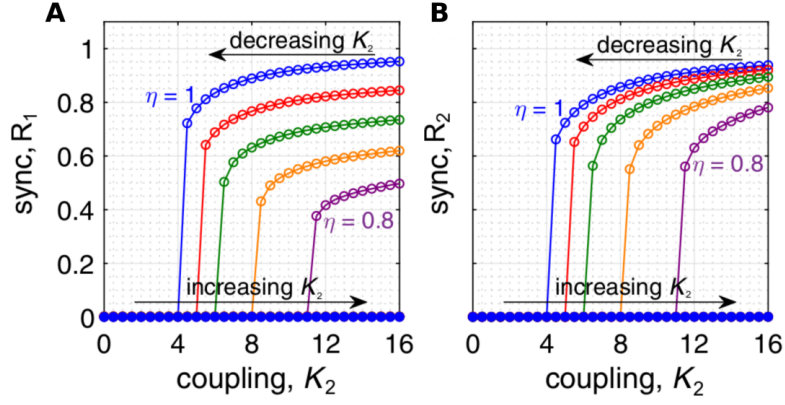 A
decreasing K₂
1
η = 1
0.8
sync, R₁
0.6
0.4
η = 0.8
0.2
increasing K₂
0
0 4 8 12 16
coupling, K₂
B
decreasing K₂
η = 1
sync, R₂
η = 0.8
increasing K₂
0 4 8 12 16
coupling, K₂